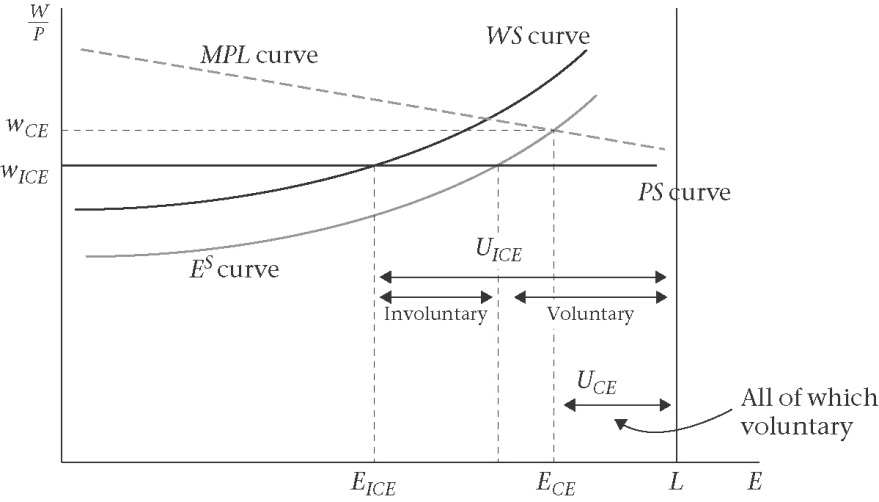 W
P
WS curve
MPL curve
w_CE
w_ICE
PS curve
U_ICE
E^S curve
Involuntary
Voluntary
U_CE
All of which
voluntary
E_ICE
E_CE
L
E